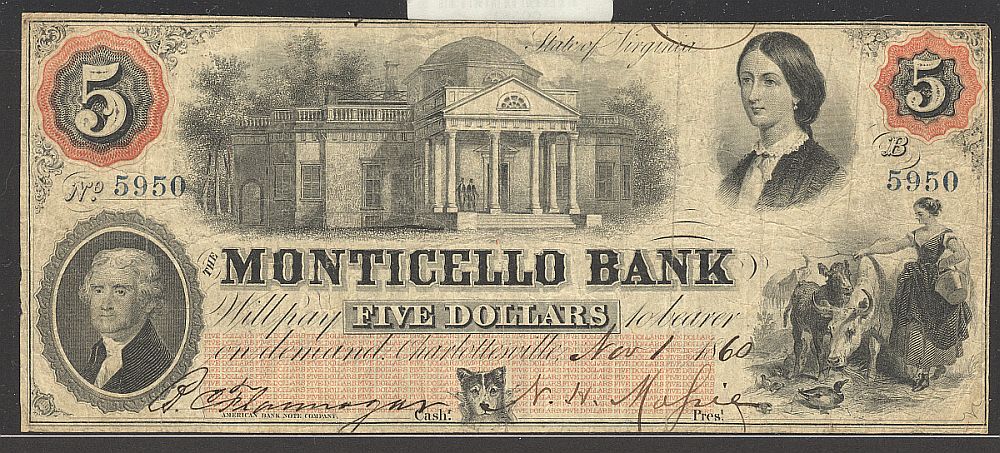 State of Virginia
5
5
B
No. 5950
5950
THE MONTICELLO BANK
Will pay FIVE DOLLARS to bearer
on demand. Charlottesville, Nov 1 1860
AMERICAN BANK NOTE COMPANY.
Cash.
Pres.